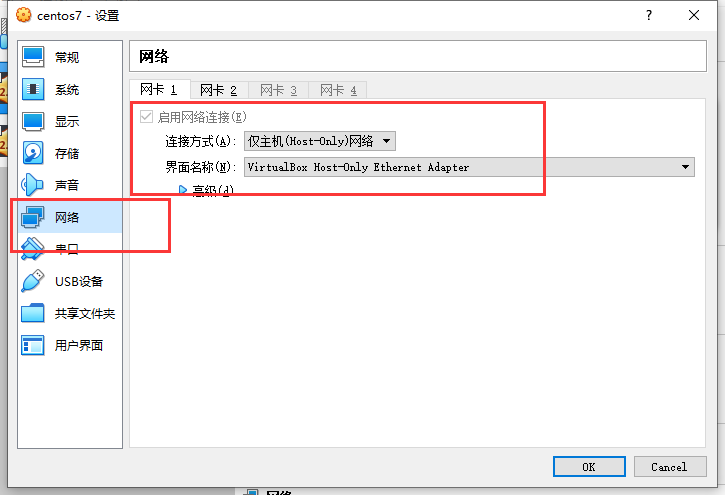 centos7 - 设置
常规
系统
显示
存储
声音
网络
串口
USB设备
共享文件夹
用户界面
网络
网卡 1 网卡 2 网卡 3 网卡 4
启用网络连接(E)
连接方式(A): 仅主机(Host-Only)网络
界面名称(N): VirtualBox Host-Only Ethernet Adapter
高级(d)
OK Cancel
网络